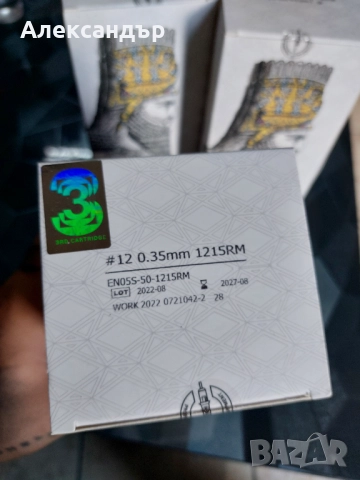 Александър
3
3RD CARTRIDGE
#12 0.35mm 1215RM
EN05S-50-1215RM
LOT 2022-08 2027-08
WORK 2022 0721042-2 28
BAZAR